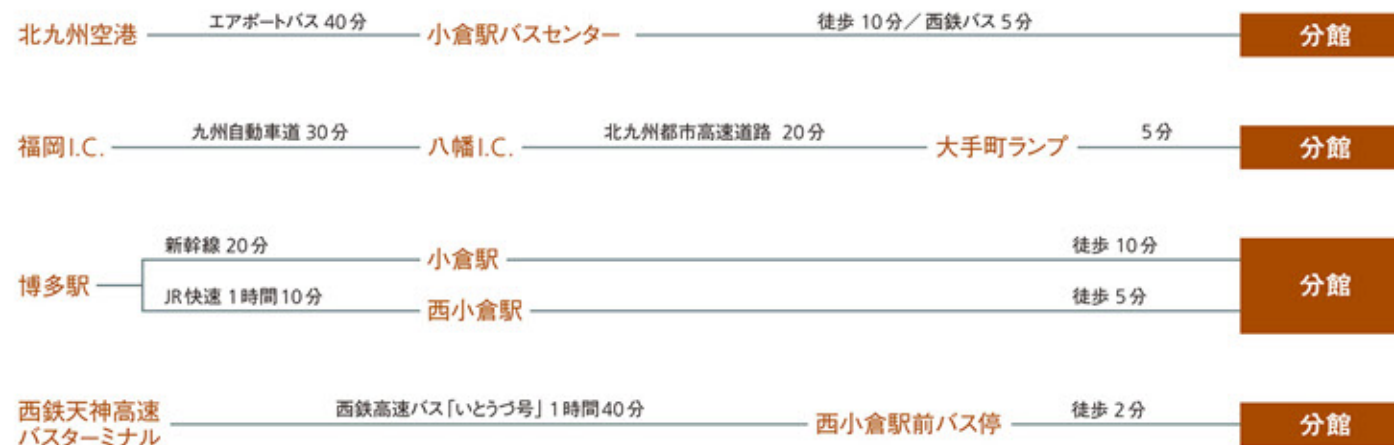 北九州空港 エアポートバス 40分 小倉駅バスセンター 徒歩 10分／西鉄バス 5分 分館
福岡I.C. 九州自動車道 30分 八幡I.C. 北九州都市高速道路 20分 大手町ランプ 5分 分館
博多駅
新幹線 20分 小倉駅 徒歩 10分
JR快速 1時間10分 西小倉駅 徒歩 5分
分館
西鉄天神高速
バスターミナル
西鉄高速バス「いとうづ号」1時間40分 西小倉駅前バス停 徒歩 2分 分館